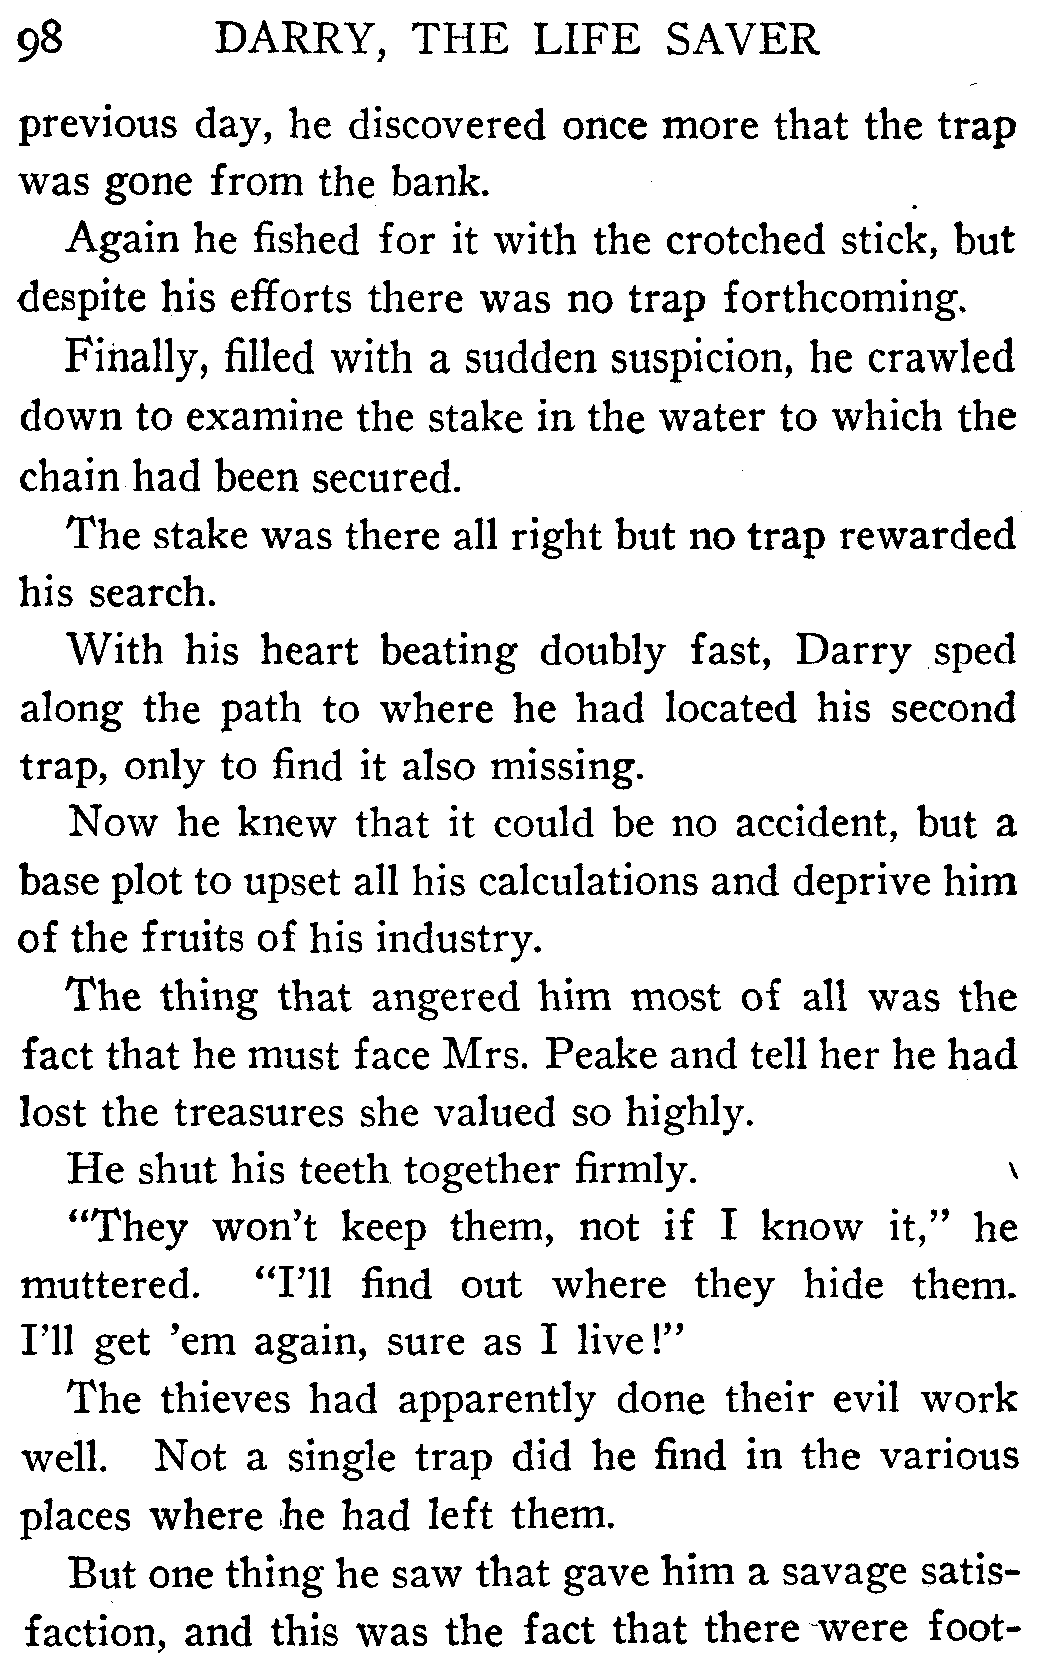 98 DARRY, THE LIFE SAVER
previous day, he discovered once more that the trap
was gone from the bank.
Again he fished for it with the crotched stick, but
despite his efforts there was no trap forthcoming.
Finally, filled with a sudden suspicion, he crawled
down to examine the stake in the water to which the
chain had been secured.
The stake was there all right but no trap rewarded
his search.
With his heart beating doubly fast, Darry sped
along the path to where he had located his second
trap, only to find it also missing.
Now he knew that it could be no accident, but a
base plot to upset all his calculations and deprive him
of the fruits of his industry.
The thing that angered him most of all was the
fact that he must face Mrs. Peake and tell her he had
lost the treasures she valued so highly.
He shut his teeth together firmly.
“They won’t keep them, not if I know it,” he
muttered. “I’ll find out where they hide them.
I’ll get ’em again, sure as I live!”
The thieves had apparently done their evil work
well. Not a single trap did he find in the various
places where he had left them.
But one thing he saw that gave him a savage satis-
faction, and this was the fact that there were foot-